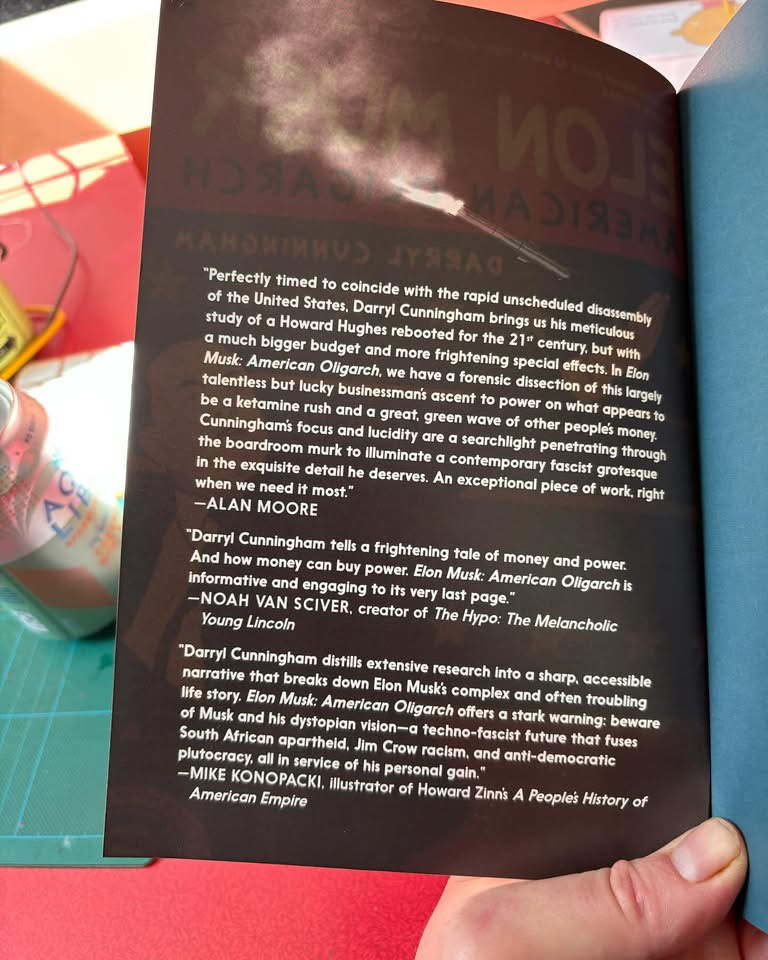 "Perfectly timed to coincide with the rapid unscheduled disassembly
of the United States, Darryl Cunningham brings us his meticulous
study of a Howard Hughes rebooted for the 21st century, but with
a much bigger budget and more frightening special effects. In Elon
Musk: American Oligarch, we have a forensic dissection of this largely
talentless but lucky businessman's ascent to power on what appears to
be a ketamine rush and a great, green wave of other people's money.
Cunningham's focus and lucidity are a searchlight penetrating through
the boardroom murk to illuminate a contemporary fascist grotesque
in the exquisite detail he deserves. An exceptional piece of work, right
when we need it most."
—ALAN MOORE
"Darryl Cunningham tells a frightening tale of money and power.
And how money can buy power. Elon Musk: American Oligarch is
informative and engaging to its very last page."
—NOAH VAN SCIVER, creator of The Hypo: The Melancholic
Young Lincoln
"Darryl Cunningham distills extensive research into a sharp, accessible
narrative that breaks down Elon Musk's complex and often troubling
life story. Elon Musk: American Oligarch offers a stark warning: beware
of Musk and his dystopian vision—a techno-fascist future that fuses
South African apartheid, Jim Crow racism, and anti-democratic
plutocracy, all in service of his personal gain."
—MIKE KONOPACKI, illustrator of Howard Zinn's A People's History of
American Empire
ELON MUSK
AMERICAN OLIGARCH
DARRYL CUNNINGHAM